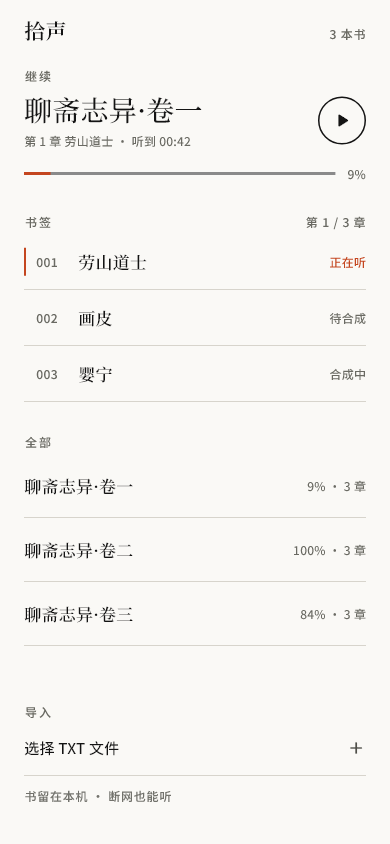 拾声
3 本书
继续
聊斋志异·卷一
第 1 章 劳山道士 · 听到 00:42
9%
书签
第 1 / 3 章
001 劳山道士 正在听
002 画皮 待合成
003 婴宁 合成中
全部
聊斋志异·卷一 9% · 3 章
聊斋志异·卷二 100% · 3 章
聊斋志异·卷三 84% · 3 章
导入
选择 TXT 文件
书留在本机 · 断网也能听